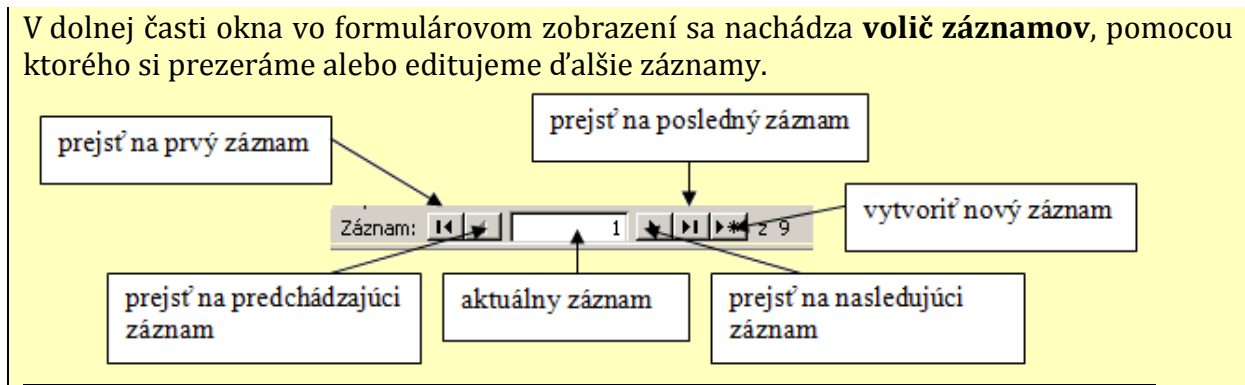 V dolnej časti okna vo formulárovom zobrazení sa nachádza volič záznamov, pomocou
ktorého si prezeráme alebo editujeme ďalšie záznamy.
prejsť na prvý záznam
prejsť na posledný záznam
vytvoriť nový záznam
Záznam: 1 z 9
prejsť na predchádzajúci
záznam
aktuálny záznam
prejsť na nasledujúci
záznam